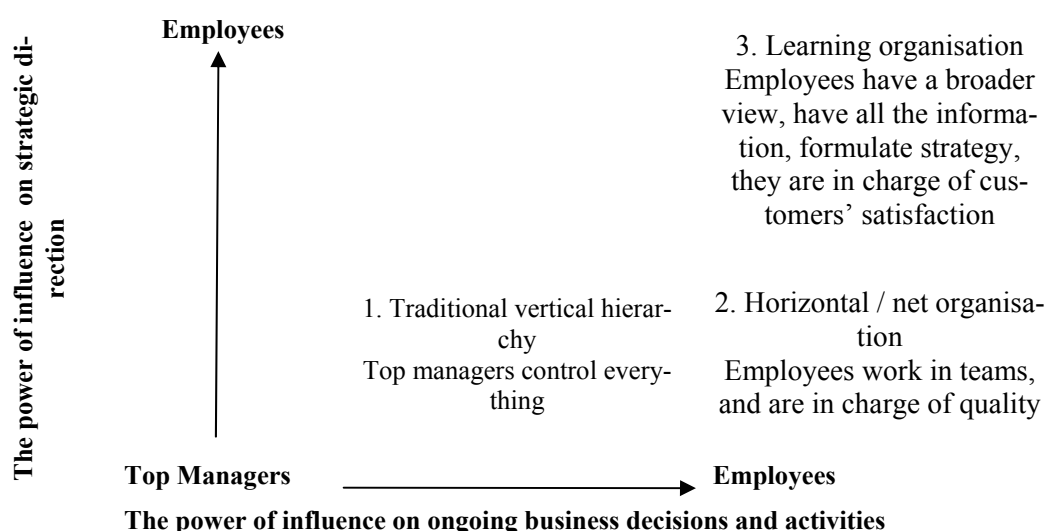 The power of influence on strategic di-
rection
Employees
3. Learning organisation
Employees have a broader
view, have all the informa-
tion, formulate strategy,
they are in charge of cus-
tomers’ satisfaction
1. Traditional vertical hierar-
chy
Top managers control every-
thing
2. Horizontal / net organisa-
tion
Employees work in teams,
and are in charge of quality
Top Managers
Employees
The power of influence on ongoing business decisions and activities